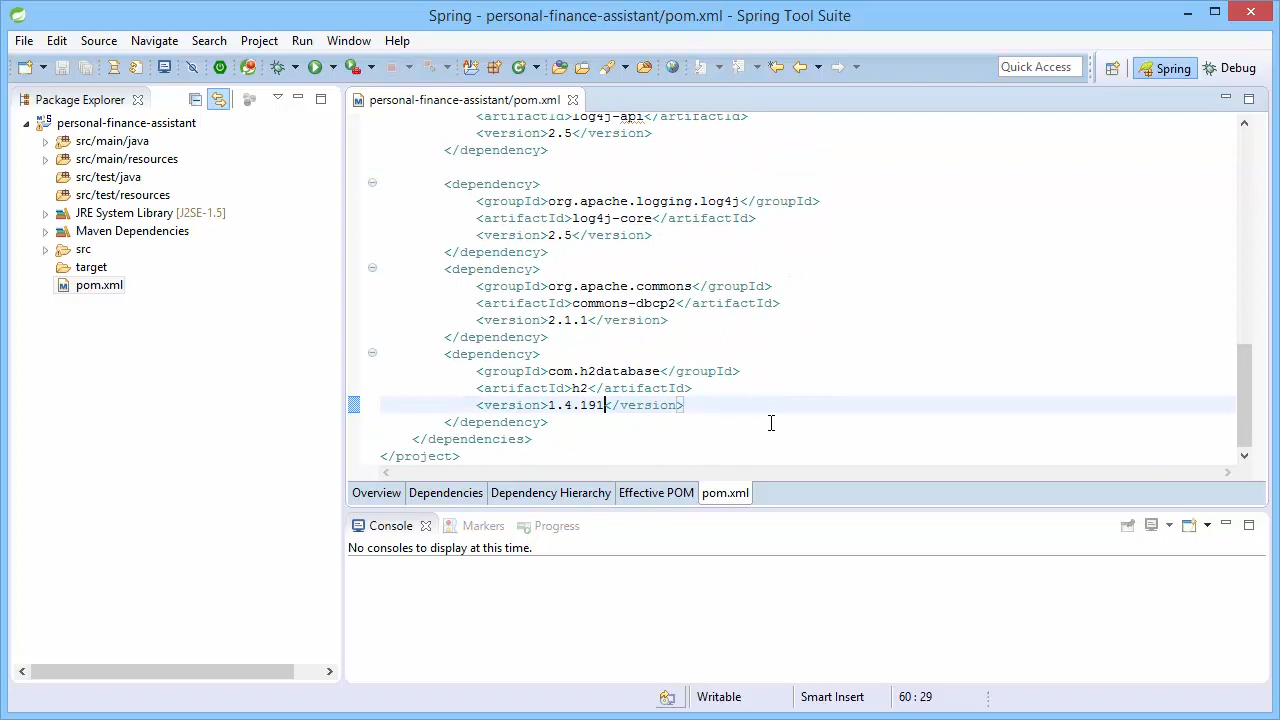 Spring - personal-finance-assistant/pom.xml - Spring Tool Suite
File Edit Source Navigate Search Project Run Window Help
Quick Access
Spring
Debug
Package Explorer
personal-finance-assistant
src/main/java
src/main/resources
src/test/java
src/test/resources
JRE System Library [J2SE-1.5]
Maven Dependencies
src
target
pom.xml
personal-finance-assistant/pom.xml
<artifactId>log4j-api</artifactId>
<version>2.5</version>
</dependency>
<dependency>
<groupId>org.apache.logging.log4j</groupId>
<artifactId>log4j-core</artifactId>
<version>2.5</version>
</dependency>
<dependency>
<groupId>org.apache.commons</groupId>
<artifactId>commons-dbcp2</artifactId>
<version>2.1.1</version>
</dependency>
<dependency>
<groupId>com.h2database</groupId>
<artifactId>h2</artifactId>
<version>1.4.191</version>
</dependency>
</dependencies>
</project>
Overview Dependencies Dependency Hierarchy Effective POM pom.xml
Console Markers Progress
No consoles to display at this time.
Writable Smart Insert 60 : 29